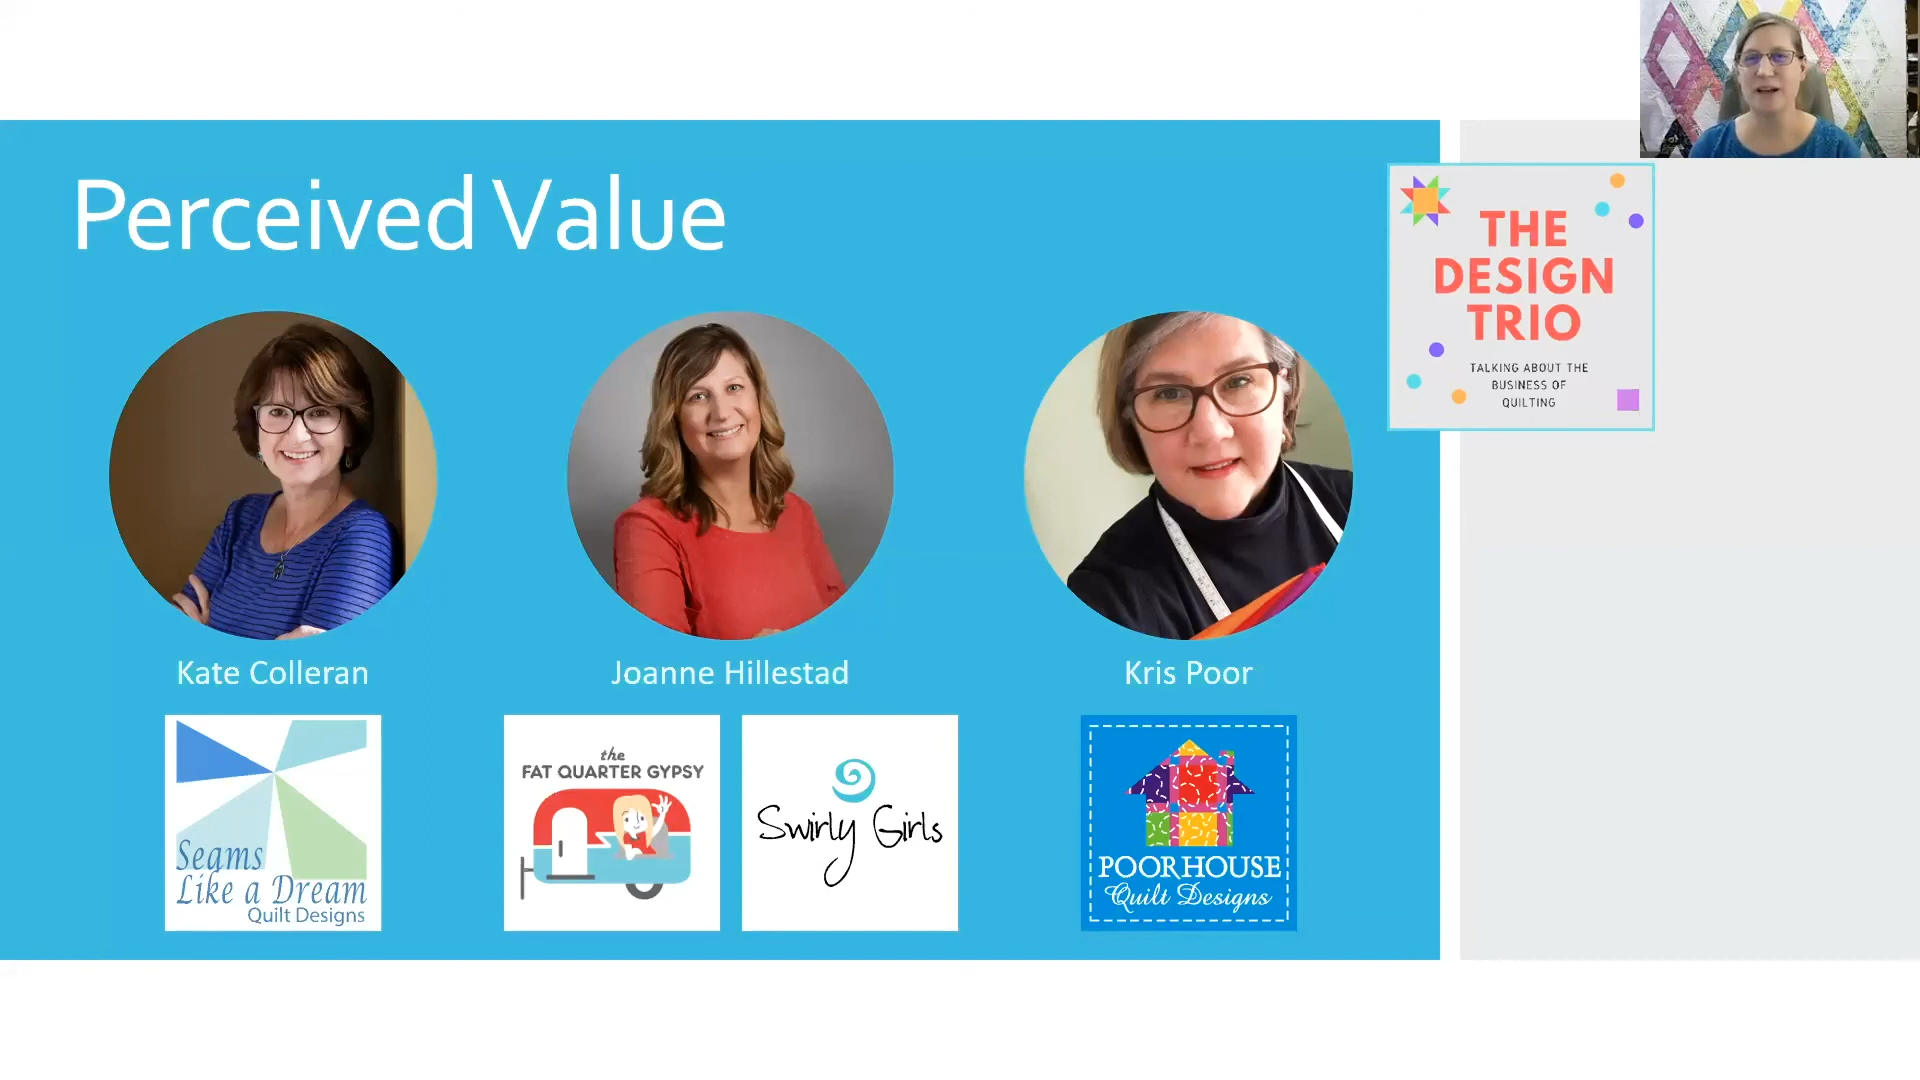 Perceived Value
THE
DESIGN
TRIO
TALKING ABOUT THE
BUSINESS OF
QUILTING
Kate Colleran
Joanne Hillestad
Kris Poor
Seams
Like a Dream
Quilt Designs
the
FAT QUARTER GYPSY
Swirly Girls
POORHOUSE
Quilt Designs